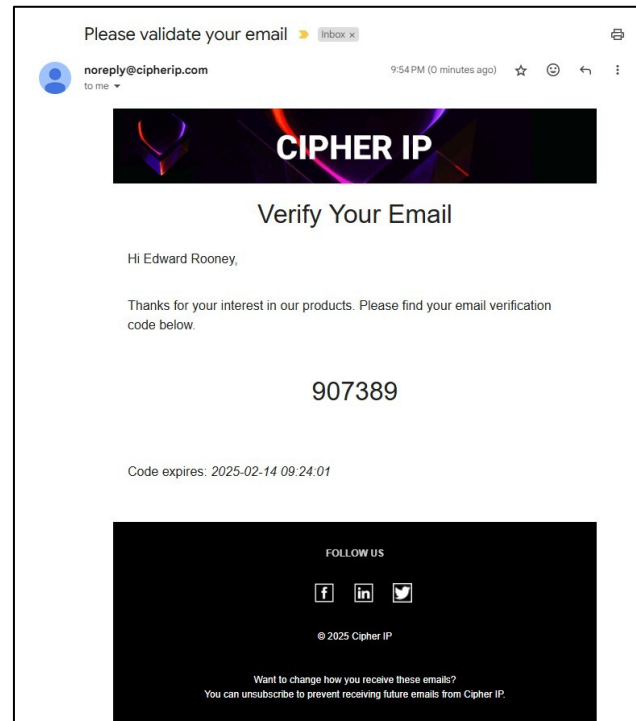 Please validate your email
Inbox x
noreply@cipherip.com
9:54 PM (0 minutes ago)
to me
CIPHER IP
Verify Your Email
Hi Edward Rooney,
Thanks for your interest in our products. Please find your email verification
code below.
907389
Code expires: 2025-02-14 09:24:01
FOLLOW US
f in
© 2025 Cipher IP
Want to change how you receive these emails?
You can unsubscribe to prevent receiving future emails from Cipher IP.